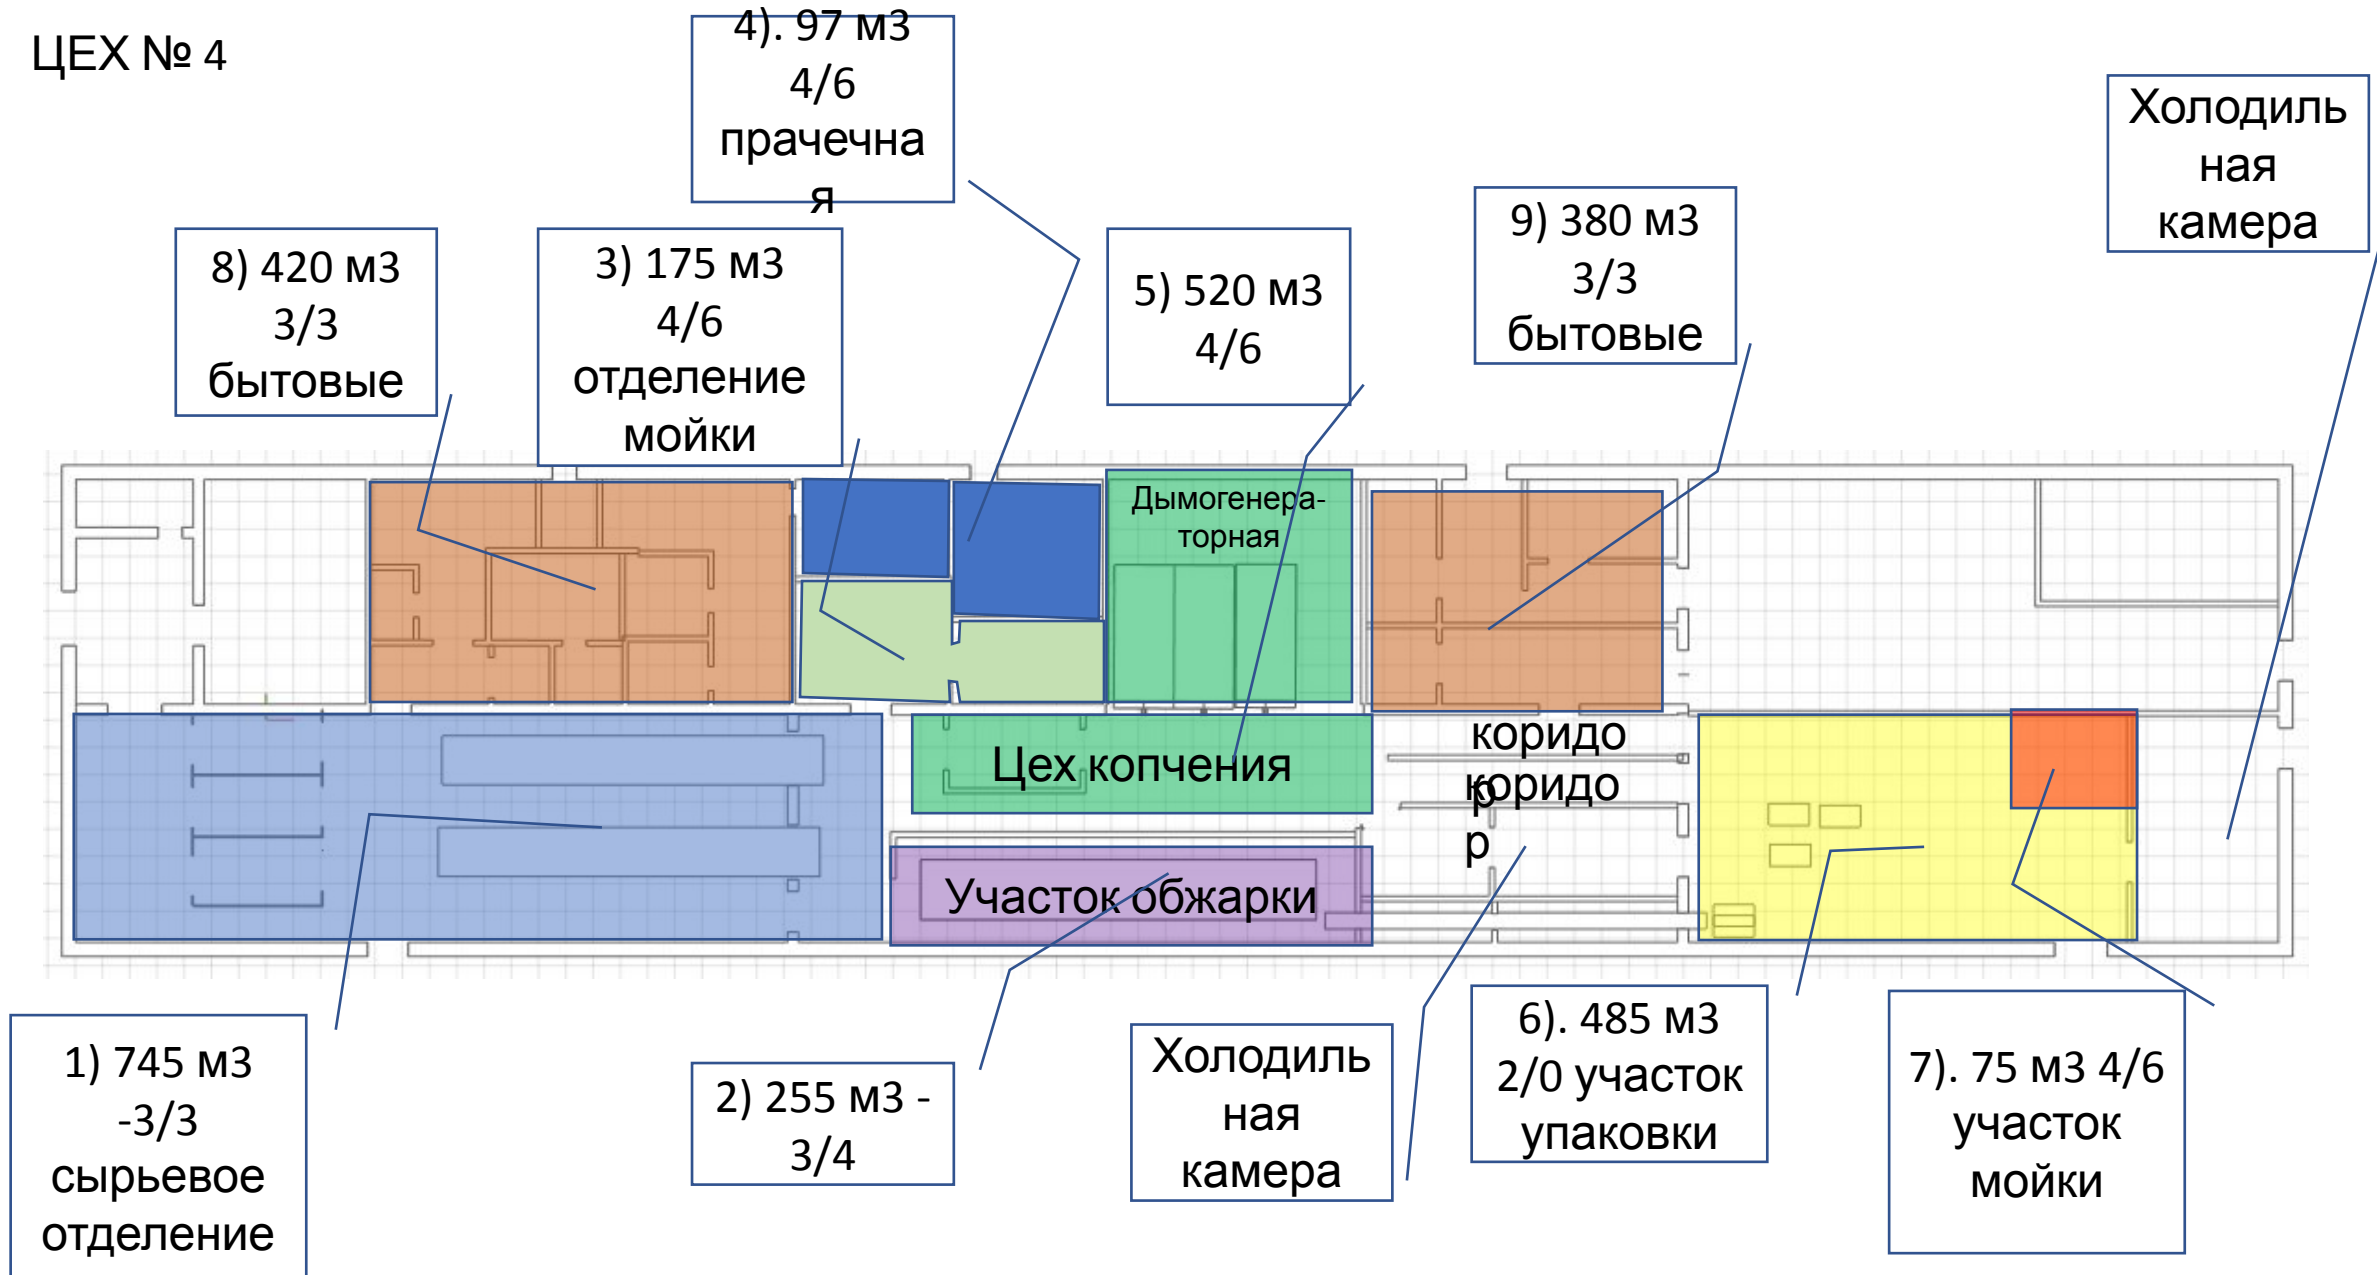 ЦЕХ № 4
4). 97 м3
4/6
прачечна
я
Холодиль
ная
камера
8) 420 м3
3/3
бытовые
3) 175 м3
4/6
отделение
мойки
5) 520 м3
4/6
9) 380 м3
3/3
бытовые
Дымогенера-
торная
Цех копчения
коридо
р
коридо
р
Участок обжарки
1) 745 м3
-3/3
сырьевое
отделение
2) 255 м3 -
3/4
Холодиль
ная
камера
6). 485 м3
2/0 участок
упаковки
7). 75 м3 4/6
участок
мойки